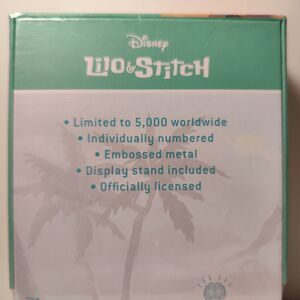 Disney
Lilo & Stitch
• Limited to 5,000 worldwide
• Individually numbered
• Embossed metal
• Display stand included
• Officially licensed